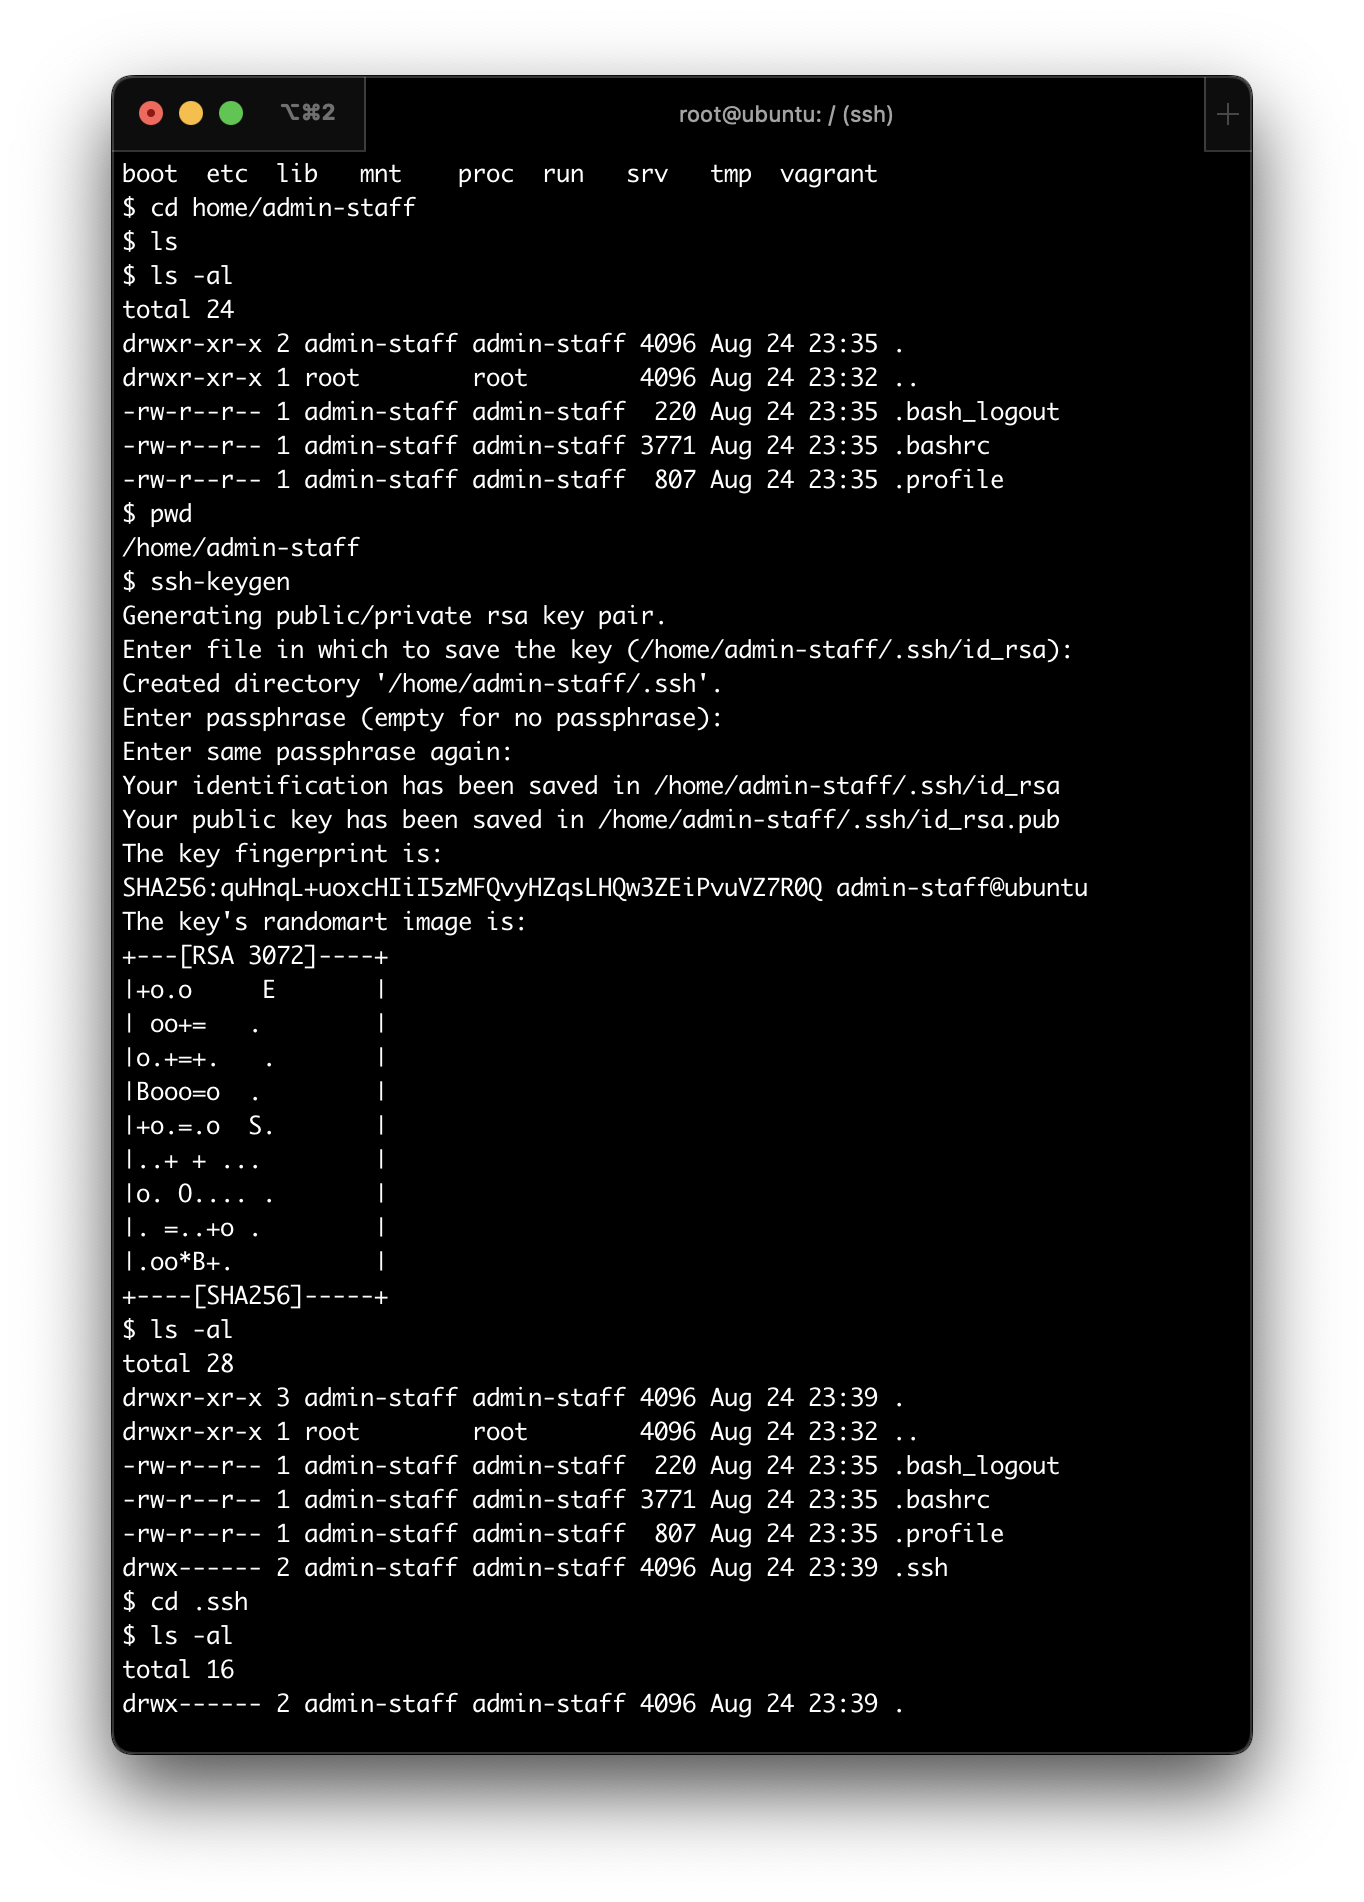 ⌥⌘2
root@ubuntu: / (ssh)
boot  etc  lib   mnt    proc  run   srv   tmp  vagrant
$ cd home/admin-staff
$ ls
$ ls -al
total 24
drwxr-xr-x 2 admin-staff admin-staff 4096 Aug 24 23:35 .
drwxr-xr-x 1 root        root        4096 Aug 24 23:32 ..
-rw-r--r-- 1 admin-staff admin-staff  220 Aug 24 23:35 .bash_logout
-rw-r--r-- 1 admin-staff admin-staff 3771 Aug 24 23:35 .bashrc
-rw-r--r-- 1 admin-staff admin-staff  807 Aug 24 23:35 .profile
$ pwd
/home/admin-staff
$ ssh-keygen
Generating public/private rsa key pair.
Enter file in which to save the key (/home/admin-staff/.ssh/id_rsa):
Created directory '/home/admin-staff/.ssh'.
Enter passphrase (empty for no passphrase):
Enter same passphrase again:
Your identification has been saved in /home/admin-staff/.ssh/id_rsa
Your public key has been saved in /home/admin-staff/.ssh/id_rsa.pub
The key fingerprint is:
SHA256:quHnqL+uoxcHIiI5zMFQvyHZqsLHQw3ZEiPvuVZ7R0Q admin-staff@ubuntu
The key's randomart image is:
+---[RSA 3072]----+
|+o.o     E       |
| oo+=   .        |
|o.+=+.   .       |
|Booo=o  .        |
|+o.=.o  S.       |
|..+ + ...        |
|o. O.... .       |
|. =..+o .        |
|.oo*B+.          |
+----[SHA256]-----+
$ ls -al
total 28
drwxr-xr-x 3 admin-staff admin-staff 4096 Aug 24 23:39 .
drwxr-xr-x 1 root        root        4096 Aug 24 23:32 ..
-rw-r--r-- 1 admin-staff admin-staff  220 Aug 24 23:35 .bash_logout
-rw-r--r-- 1 admin-staff admin-staff 3771 Aug 24 23:35 .bashrc
-rw-r--r-- 1 admin-staff admin-staff  807 Aug 24 23:35 .profile
drwx------ 2 admin-staff admin-staff 4096 Aug 24 23:39 .ssh
$ cd .ssh
$ ls -al
total 16
drwx------ 2 admin-staff admin-staff 4096 Aug 24 23:39 .